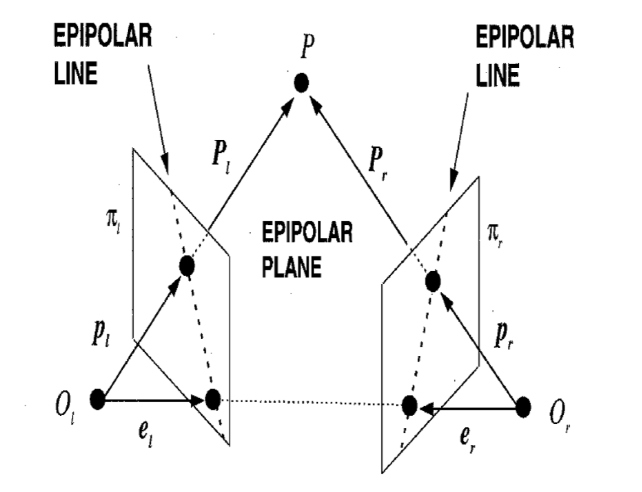 EPIPOLAR
LINE
P
EPIPOLAR
LINE
P_l
P_r
π_l
EPIPOLAR
PLANE
π_r
p_l
p_r
O_l
e_l
e_r
O_r